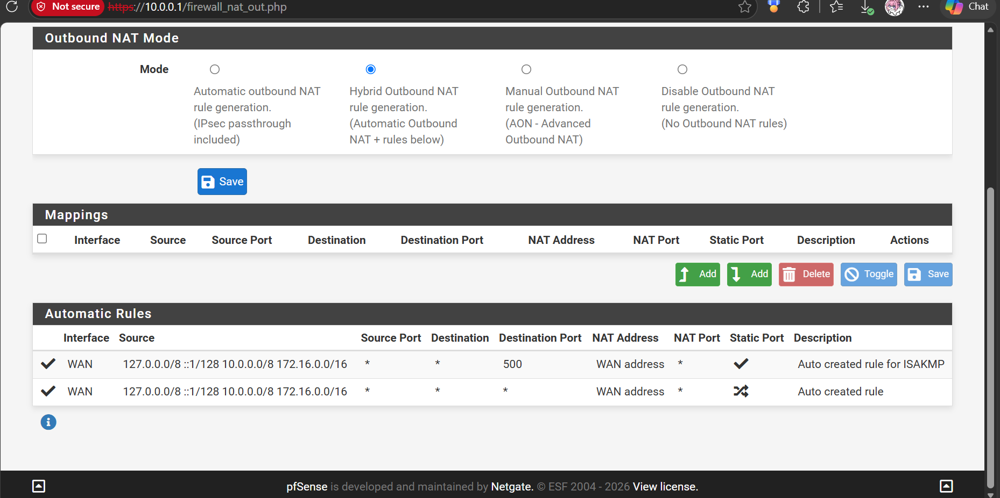 Not secure https://10.0.0.1/firewall_nat_out.php Chat
Outbound NAT Mode
Mode
Automatic outbound NAT
rule generation.
(IPsec passthrough
included)
Hybrid Outbound NAT
rule generation.
(Automatic Outbound
NAT + rules below)
Manual Outbound NAT
rule generation.
(AON - Advanced
Outbound NAT)
Disable Outbound NAT
rule generation.
(No Outbound NAT rules)
Save
Mappings
Interface Source Source Port Destination Destination Port NAT Address NAT Port Static Port Description Actions
Add Add Delete Toggle Save
Automatic Rules
Interface Source Source Port Destination Destination Port NAT Address NAT Port Static Port Description
WAN 127.0.0.0/8 ::1/128 10.0.0.0/8 172.16.0.0/16 * * 500 WAN address * Auto created rule for ISAKMP
WAN 127.0.0.0/8 ::1/128 10.0.0.0/8 172.16.0.0/16 * * * WAN address * Auto created rule
pfSense is developed and maintained by Netgate. © ESF 2004 - 2026 View license.